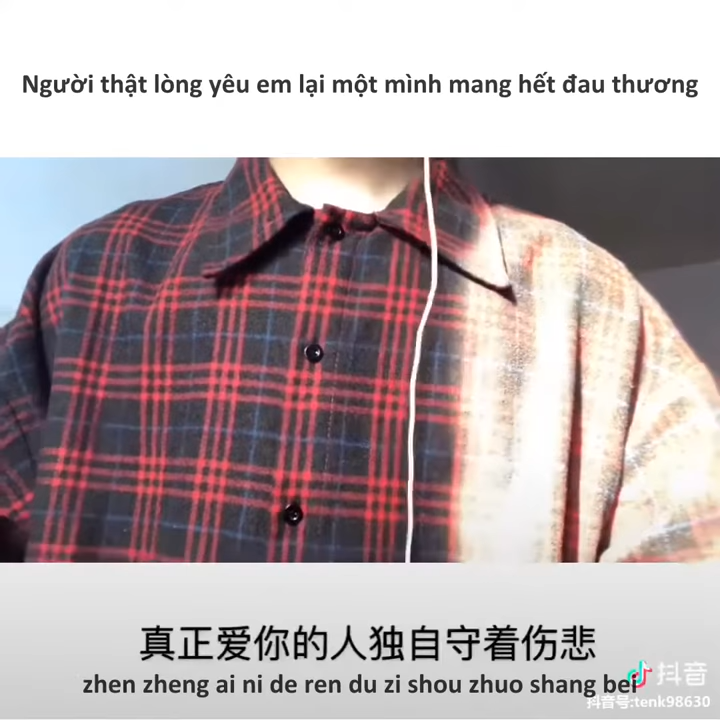 Người thật lòng yêu em lại một mình mang hết đau thương
真正爱你的人独自守着伤悲
zhen zheng ai ni de ren du zi shou zhuo shang bei
抖音
抖音号:tenk98630